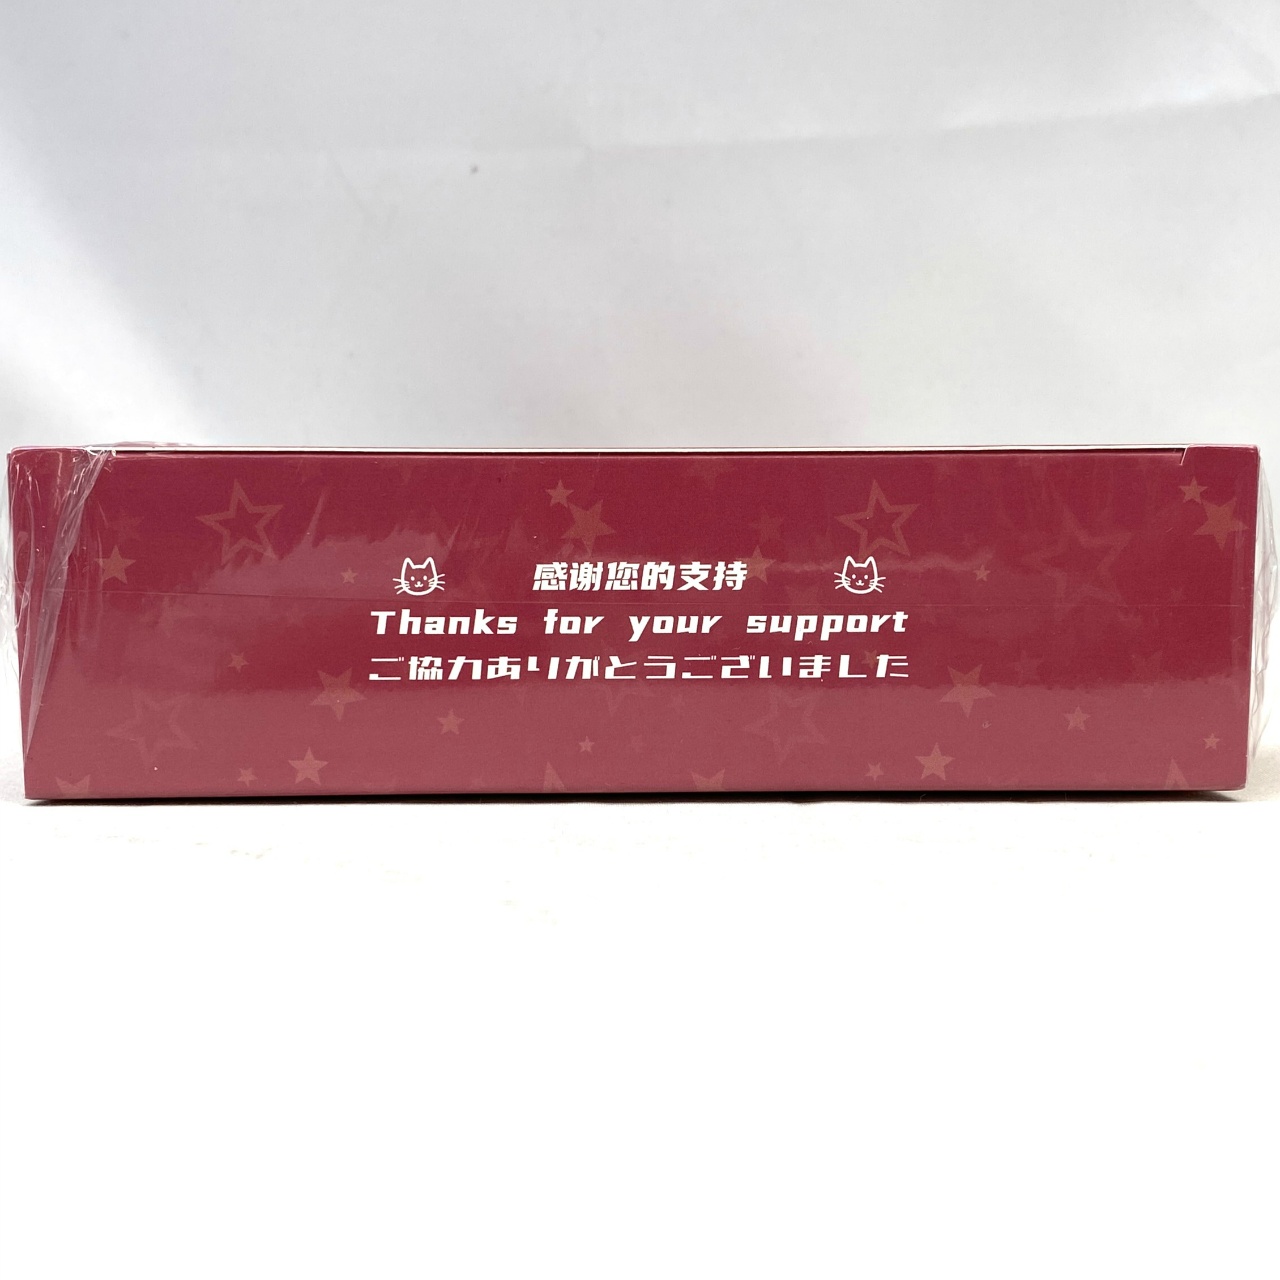 感谢您的支持
Thanks for your support
ご協力ありがとうございました